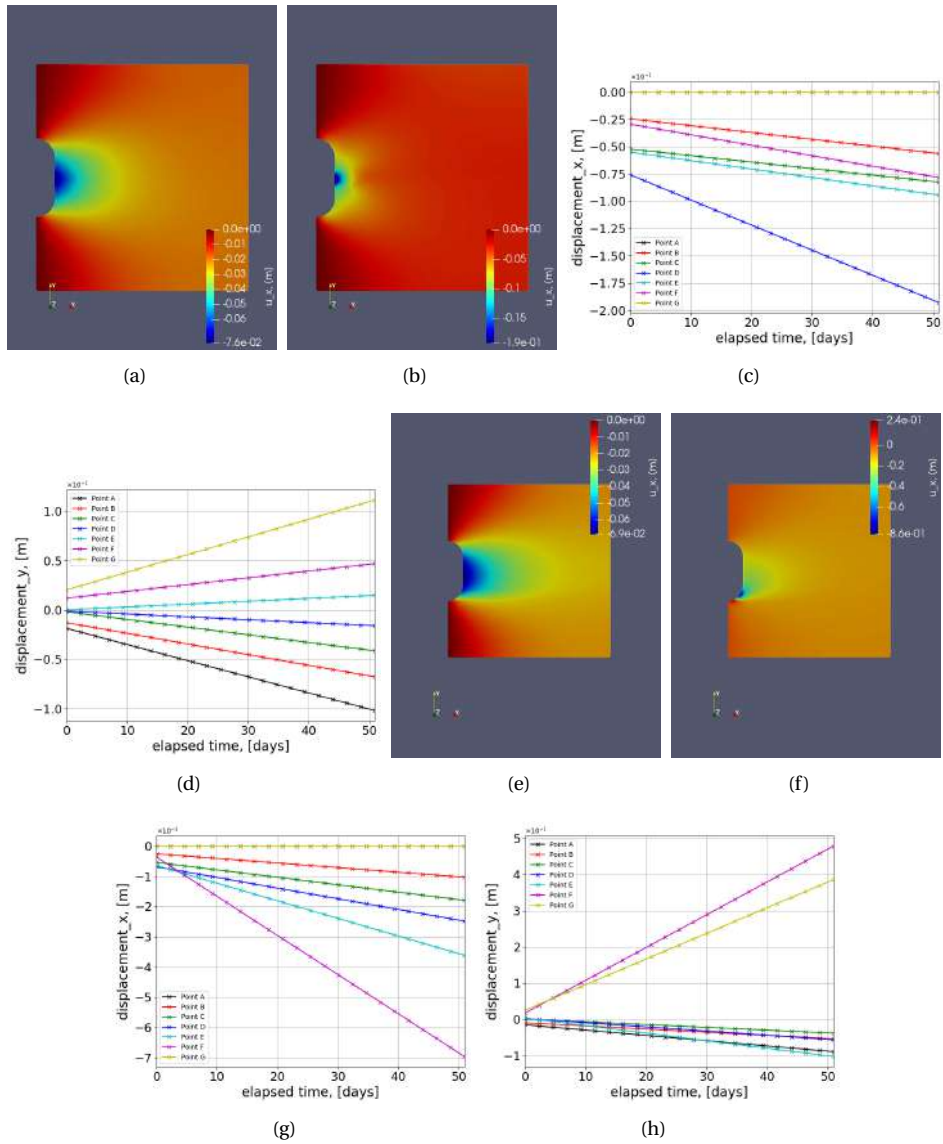 0.0e+00
-0.01
-0.02
-0.03
-0.04
-0.05
-0.06
-7.6e-02
u_x, (m)
(a)
0.0e+00
-0.05
-0.1
-0.15
-1.9e-01
u_x, (m)
(b)
×10⁻¹
0.00
−0.25
−0.50
−0.75
−1.00
−1.25
−1.50
−1.75
−2.00
displacement_x, [m]
Point A
Point B
Point C
Point D
Point E
Point F
Point G
0 10 20 30 40 50
elapsed time, [days]
(c)
×10⁻¹
1.0
0.5
0.0
−0.5
−1.0
displacement_y, [m]
Point A
Point B
Point C
Point D
Point E
Point F
Point G
0 10 20 30 40 50
elapsed time, [days]
(d)
0.0e+00
-0.01
-0.02
-0.03
-0.04
-0.05
-0.06
-6.9e-02
u_x, (m)
(e)
2.4e-01
0
-0.2
-0.4
-0.6
-8.6e-01
u_x, (m)
(f)
×10⁻¹
0
−1
−2
−3
−4
−5
−6
−7
displacement_x, [m]
Point A
Point B
Point C
Point D
Point E
Point F
Point G
0 10 20 30 40 50
elapsed time, [days]
(g)
×10⁻¹
5
4
3
2
1
0
−1
displacement_y, [m]
Point A
Point B
Point C
Point D
Point E
Point F
Point G
0 10 20 30 40 50
elapsed time, [days]
(h)